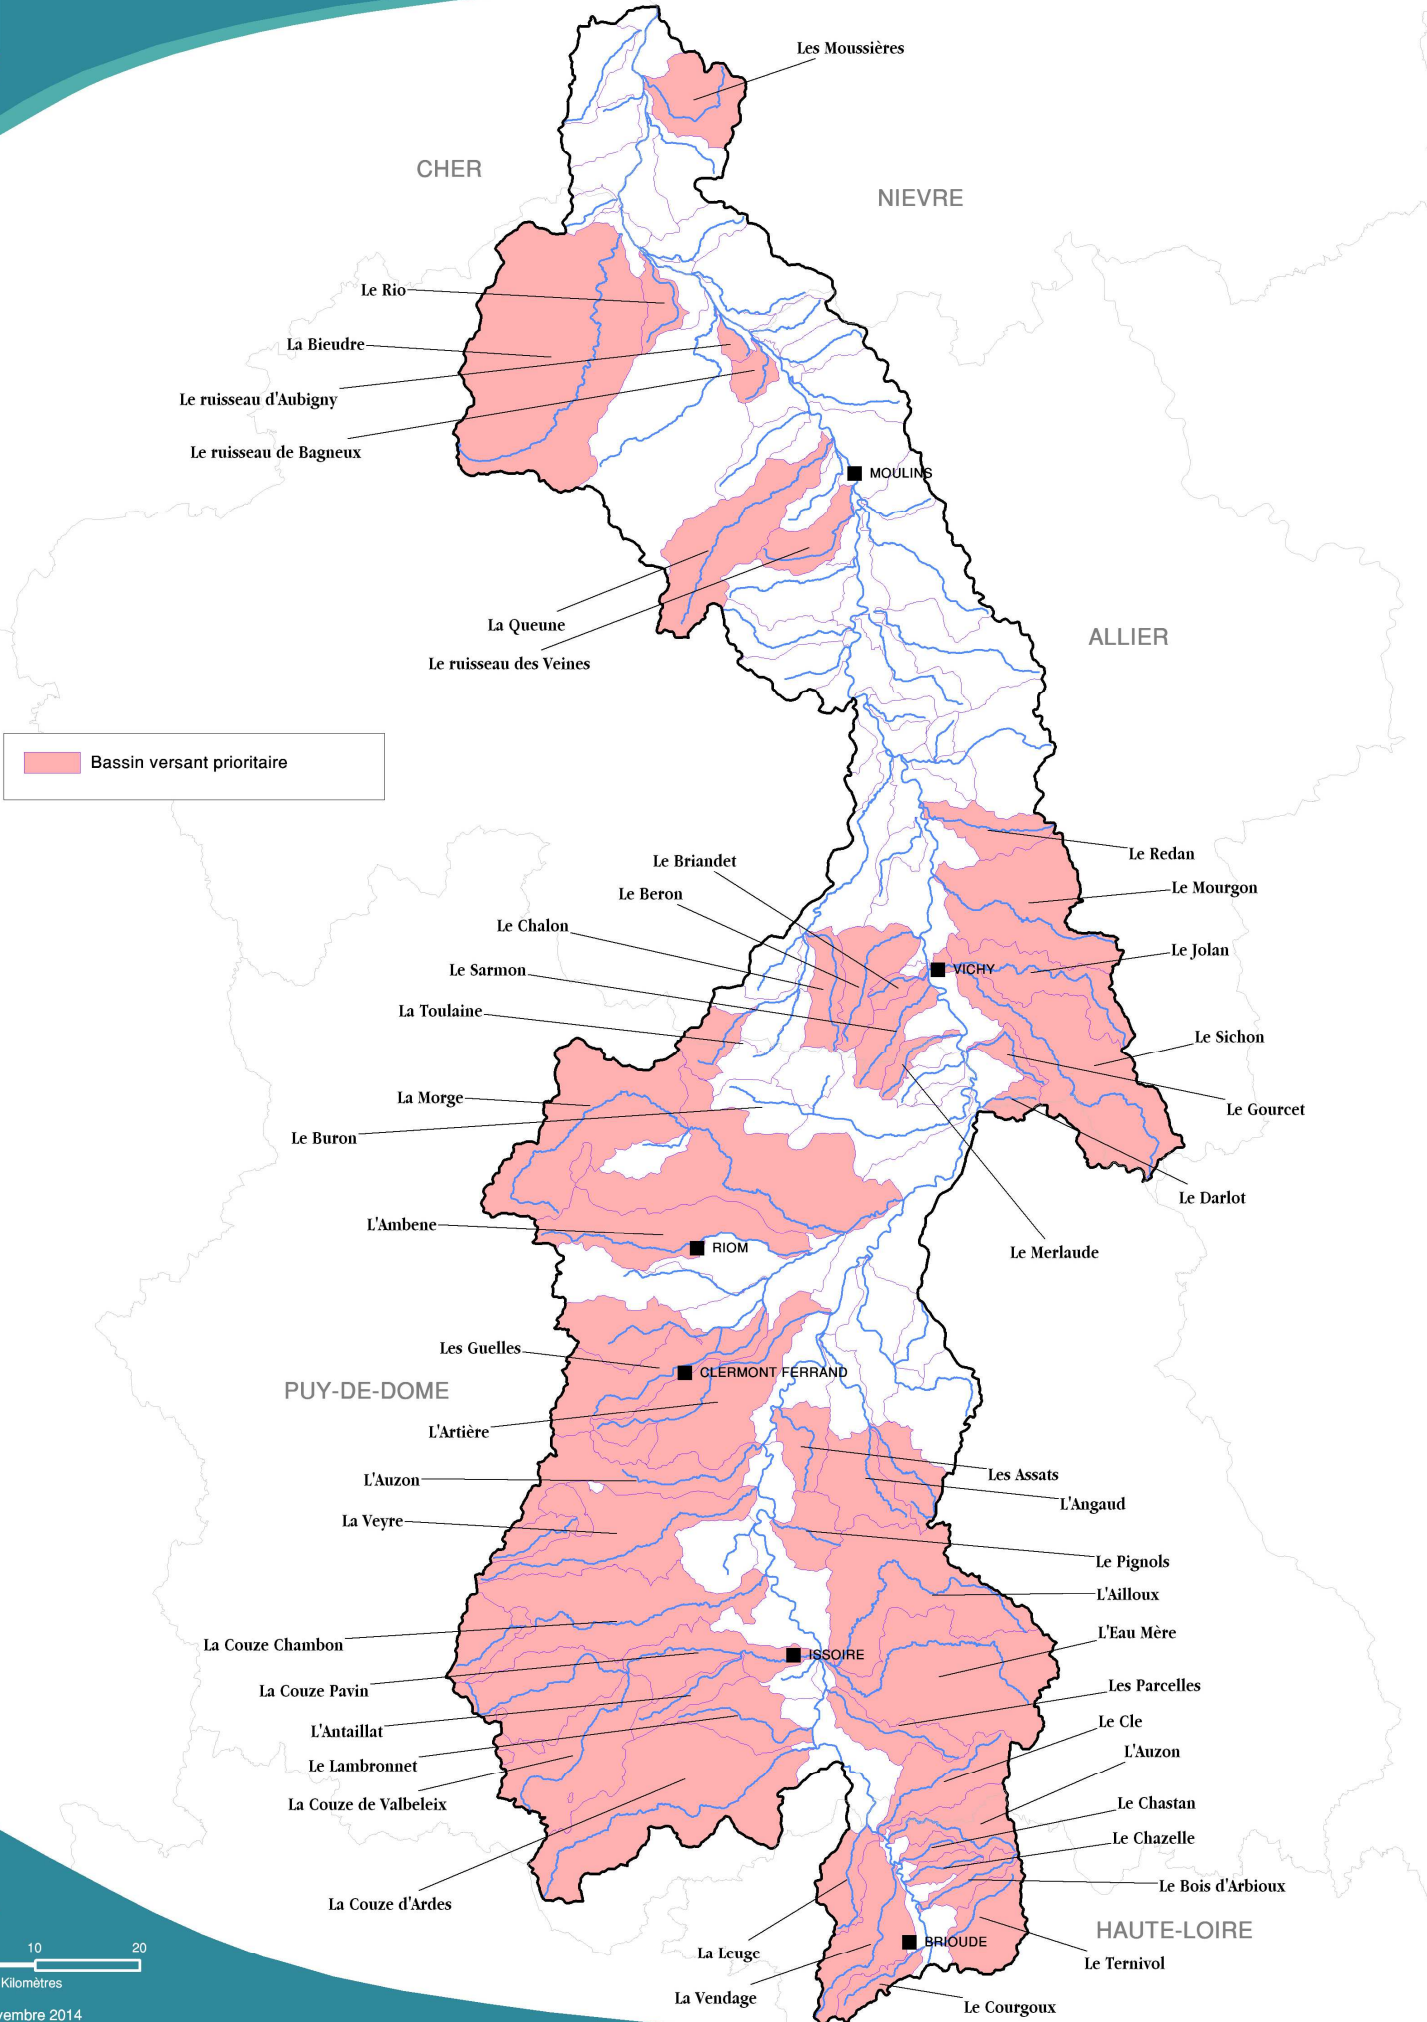 Les Moussières
CHER
NIEVRE
Le Rio
La Bieudre
Le ruisseau d'Aubigny
Le ruisseau de Bagneux
MOULINS
La Queune
Le ruisseau des Veines
ALLIER
Bassin versant prioritaire
Le Redan
Le Briandet
Le Mourgon
Le Beron
Le Chalon
Le Jolan
Le Sarmon
VICHY
La Toulaine
Le Sichon
La Morge
Le Gourcet
Le Buron
Le Darlot
L'Ambene
RIOM
Le Merlaude
Les Guelles
CLERMONT FERRAND
PUY-DE-DOME
L'Artière
Les Assats
L'Auzon
L'Angaud
La Veyre
Le Pignols
L'Ailloux
L'Eau Mère
La Couze Chambon
ISSOIRE
Les Parcelles
La Couze Pavin
Le Cle
L'Antaillat
L'Auzon
Le Lambronnet
La Couze de Valbeleix
Le Chastan
Le Chazelle
Le Bois d'Arbioux
La Couze d'Ardes
HAUTE-LOIRE
BRIOUDE
La Leuge
Le Ternivol
La Vendage
Le Courgoux
10 20
Kilomètres
vembre 2014